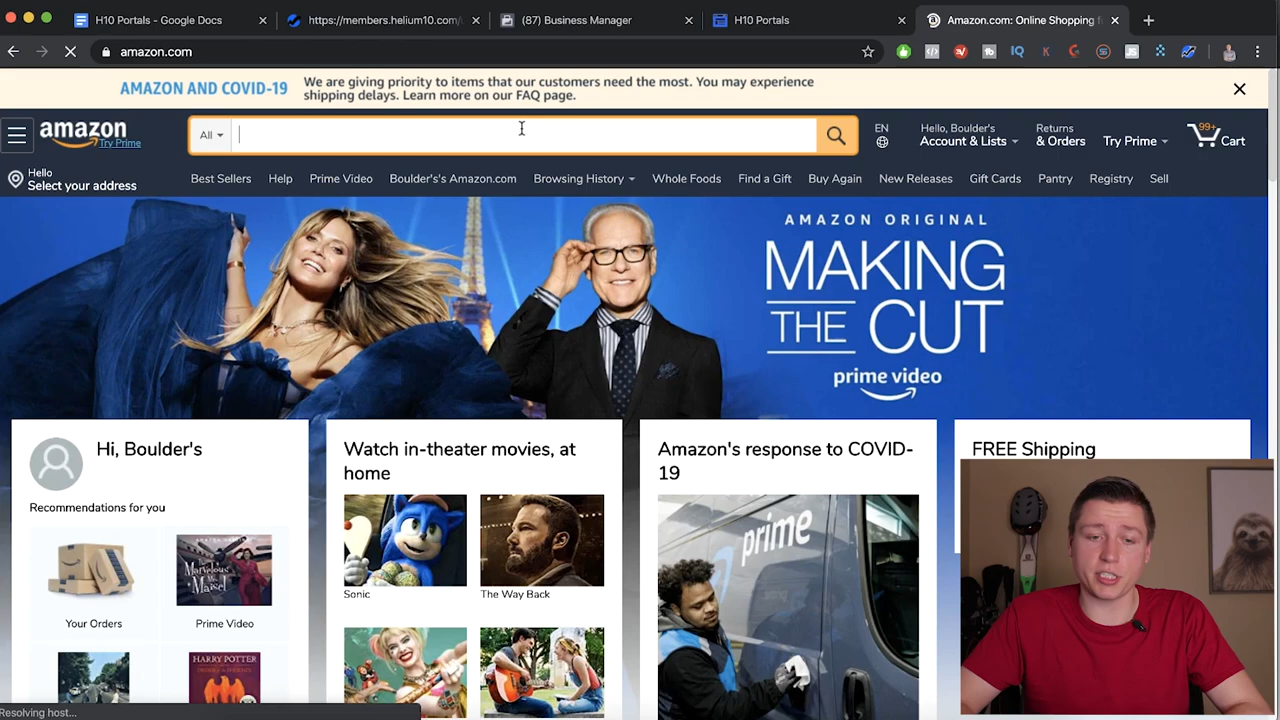 H10 Portals - Google Docs
https://members.helium10.com/
(87) Business Manager
H10 Portals
Amazon.com: Online Shopping f
amazon.com
AMAZON AND COVID-19
We are giving priority to items that our customers need the most. You may experience
shipping delays. Learn more on our FAQ page.
amazon
Try Prime
All
EN
Hello, Boulder's
Account & Lists
Returns
& Orders
Try Prime
99+
Cart
Hello
Select your address
Best Sellers
Help
Prime Video
Boulder's's Amazon.com
Browsing History
Whole Foods
Find a Gift
Buy Again
New Releases
Gift Cards
Pantry
Registry
Sell
AMAZON ORIGINAL
MAKING
THE CUT
prime video
Hi, Boulder's
Recommendations for you
Your Orders
Prime Video
Watch in-theater movies, at
home
Sonic
The Way Back
Amazon's response to COVID-
19
prime
FREE Shipping
HARRY POTTER
Resolving host...